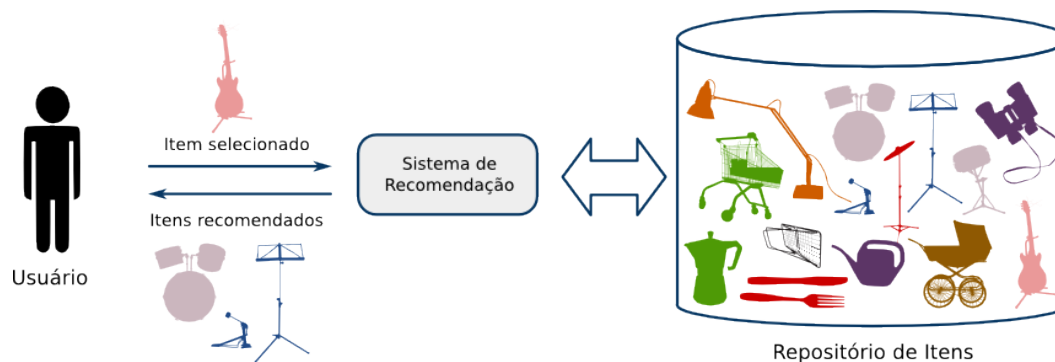 Item selecionado
Sistema de
Recomendação
Itens recomendados
Usuário
Repositório de Itens